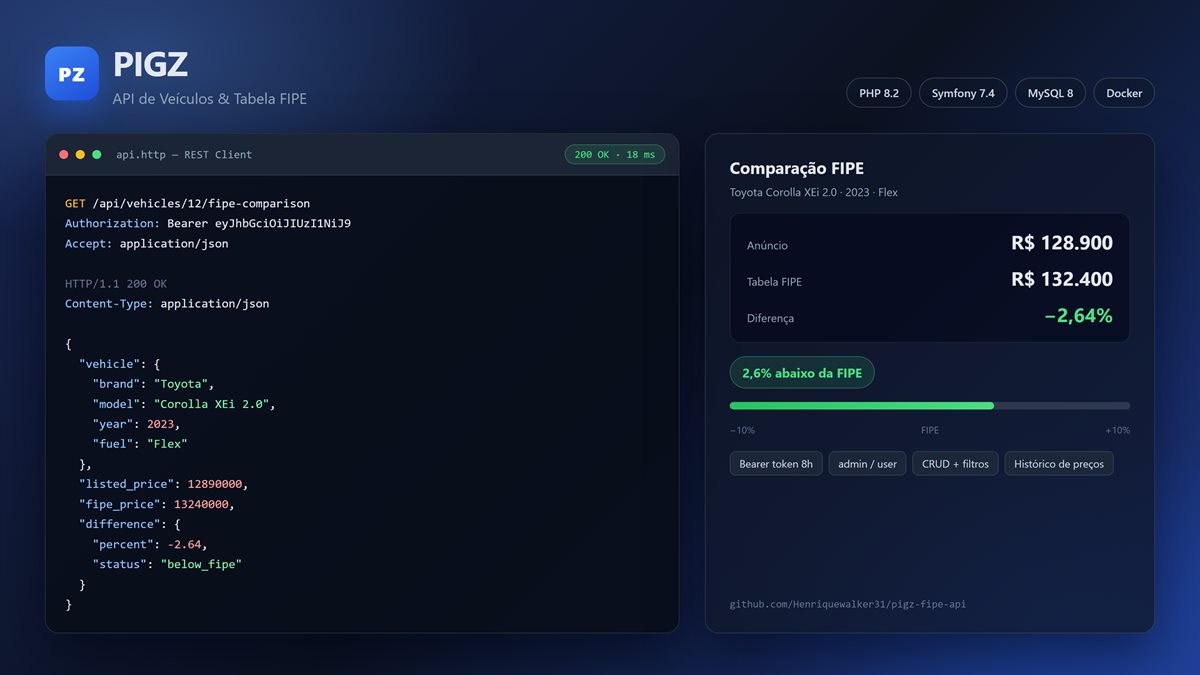 PZ
PIGZ
API de Veículos & Tabela FIPE
PHP 8.2
Symfony 7.4
MySQL 8
Docker
api.http — REST Client
200 OK · 18 ms
GET /api/vehicles/12/fipe-comparison
Authorization: Bearer eyJhbGciOiJIUzI1NiJ9
Accept: application/json
HTTP/1.1 200 OK
Content-Type: application/json
{
"vehicle": {
"brand": "Toyota",
"model": "Corolla XEi 2.0",
"year": 2023,
"fuel": "Flex"
},
"listed_price": 12890000,
"fipe_price": 13240000,
"difference": {
"percent": -2.64,
"status": "below_fipe"
}
}
Comparação FIPE
Toyota Corolla XEi 2.0 · 2023 · Flex
Anúncio R$ 128.900
Tabela FIPE R$ 132.400
Diferença −2,64%
2,6% abaixo da FIPE
−10% FIPE +10%
Bearer token 8h
admin / user
CRUD + filtros
Histórico de preços
github.com/Henriquewalker31/pigz-fipe-api